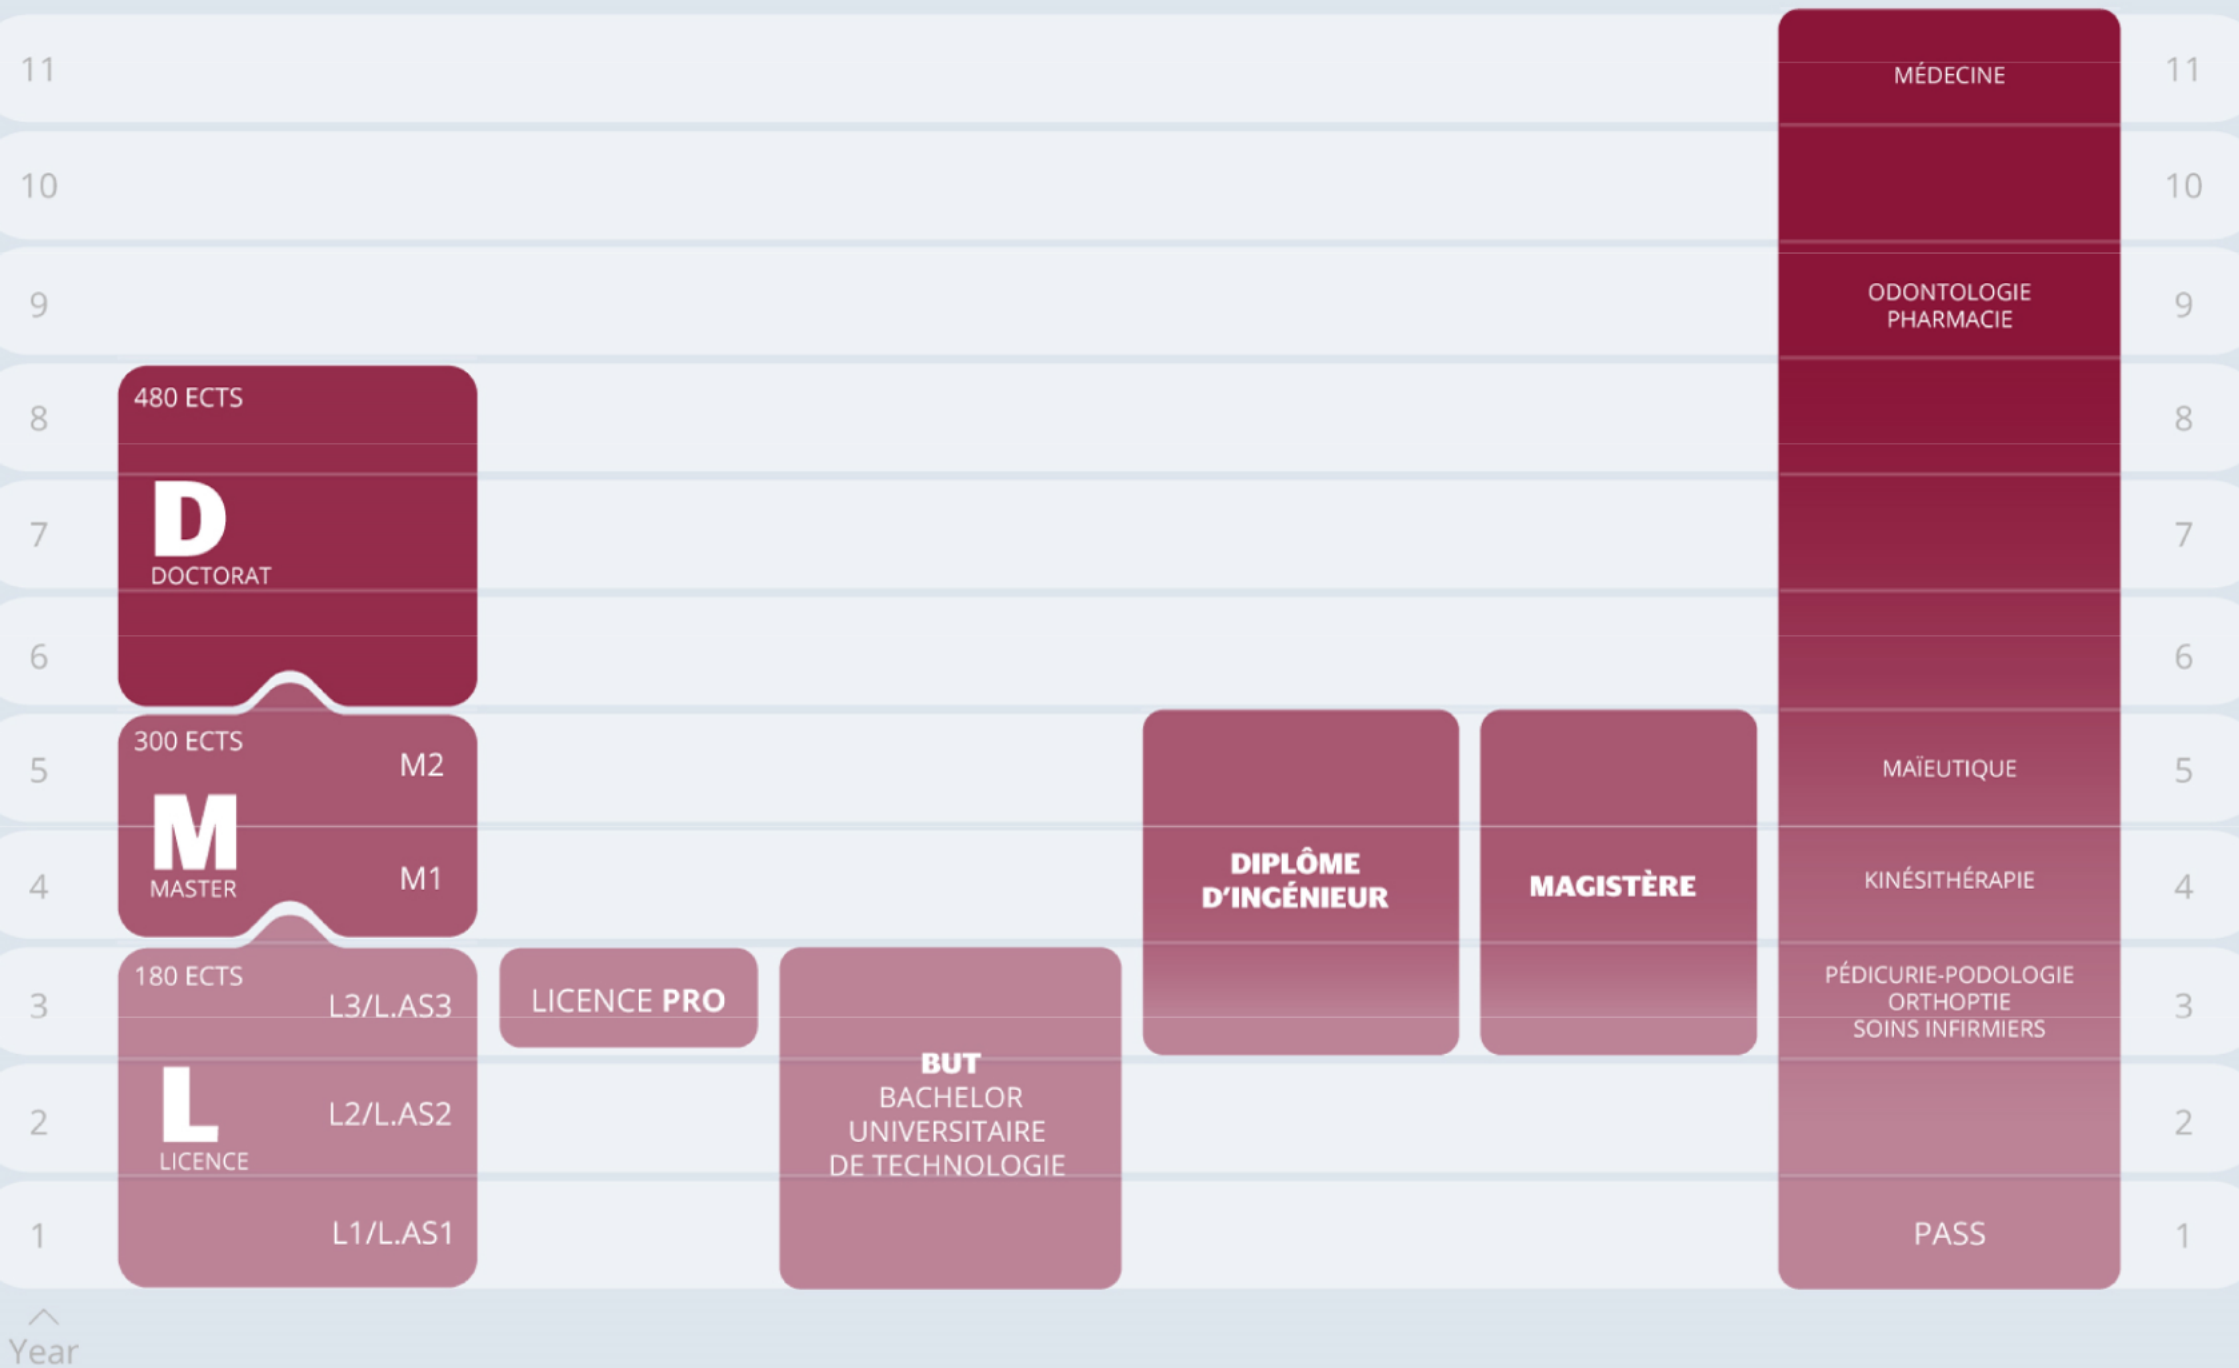 11
MÉDECINE
11
10
10
9
ODONTOLOGIE
PHARMACIE
9
8
480 ECTS
8
7
D
DOCTORAT
7
6
6
5
300 ECTS
M2
MAÏEUTIQUE
5
M
MASTER
M1
4
DIPLÔME
D'INGÉNIEUR
MAGISTÈRE
KINÉSITHÉRAPIE
4
180 ECTS
L3/L.AS3
3
LICENCE PRO
PÉDICURIE-PODOLOGIE
ORTHOPTIE
SOINS INFIRMIERS
3
L
LICENCE
L2/L.AS2
2
BUT
BACHELOR
UNIVERSITAIRE
DE TECHNOLOGIE
2
1
L1/L.AS1
PASS
1
Year